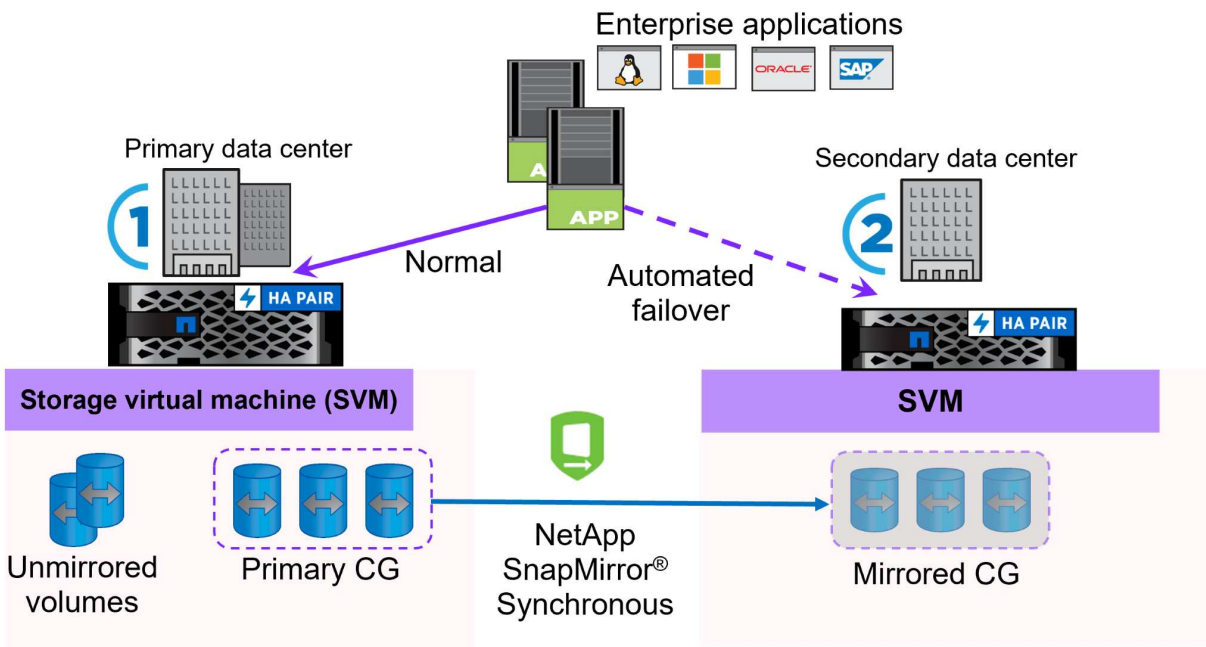 Enterprise applications
ORACLE®
SAP
Primary data center
Secondary data center
A
APP
1
2
Normal
Automated
failover
HA PAIR
HA PAIR
Storage virtual machine (SVM)
SVM
NetApp
SnapMirror®
Synchronous
Unmirrored
volumes
Primary CG
Mirrored CG